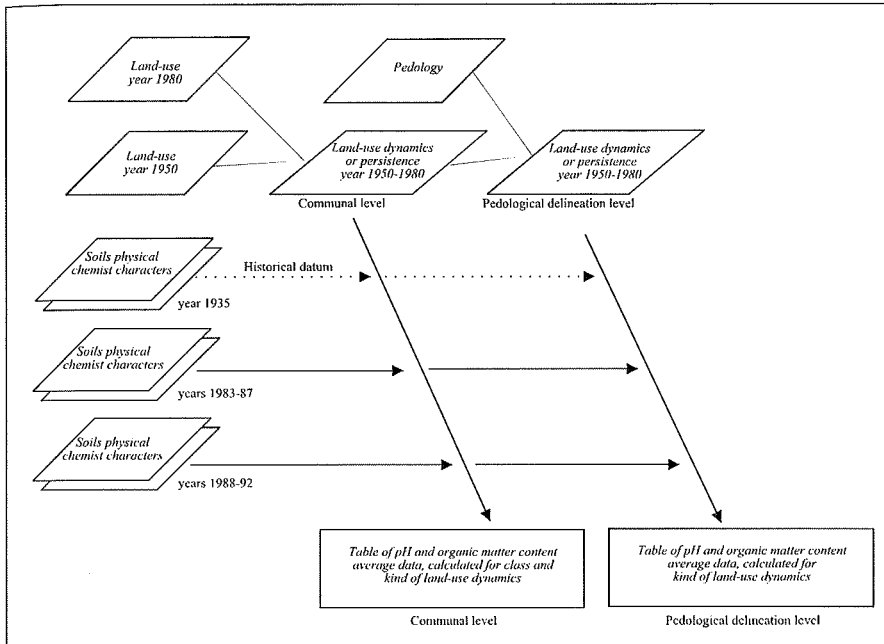 Land-use
year 1980
Pedology
Land-use
year 1950
Land-use dynamics
or persistence
year 1950-1980
Communal level
Land-use dynamics
or persistence
year 1950-1980
Pedological delineation level
Soils physical
chemist characters
year 1935
Historical datum
Soils physical
chemist characters
years 1983-87
Soils physical
chemist characters
years 1988-92
Table of pH and organic matter content
average data, calculated for class and
kind of land-use dynamics
Communal level
Table of pH and organic matter content
average data, calculated for
kind of land-use dynamics
Pedological delineation level